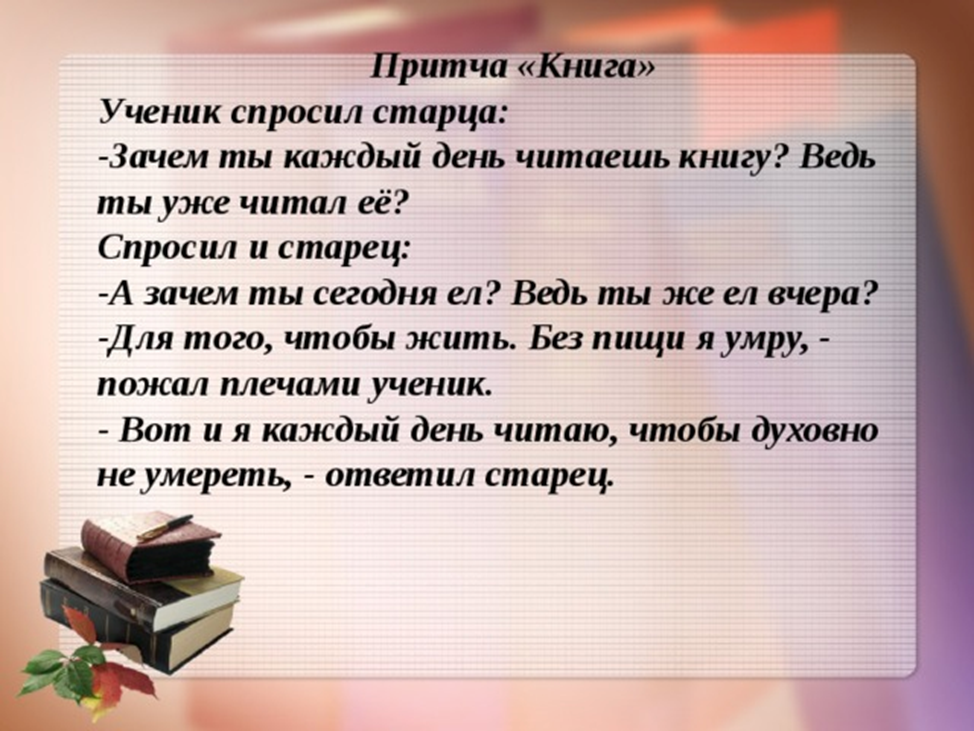 Притча «Книга»
Ученик спросил старца:
-Зачем ты каждый день читаешь книгу? Ведь
ты уже читал её?
Спросил и старец:
-А зачем ты сегодня ел? Ведь ты же ел вчера?
-Для того, чтобы жить. Без пищи я умру, -
пожал плечами ученик.
- Вот и я каждый день читаю, чтобы духовно
не умереть, - ответил старец.